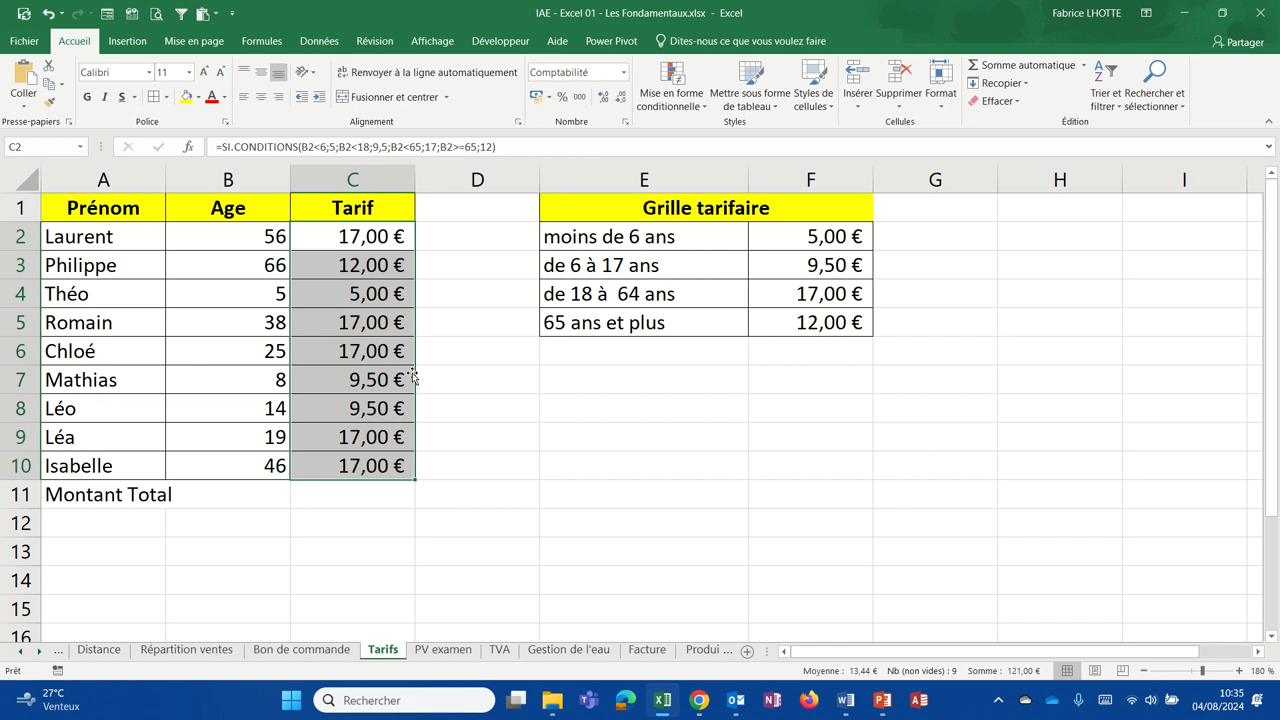 IAE - Excel 01 - Les Fondamentaux.xlsx - Excel
Fabrice LHOTTE
Fichier Accueil Insertion Mise en page Formules Données Révision Affichage Développeur Aide Power Pivot Dites-nous ce que vous voulez faire Partager
Coller
Calibri 11
G I S
Renvoyer à la ligne automatiquement
Fusionner et centrer
Comptabilité
% 000
Mise en forme conditionnelle
Mettre sous forme de tableau
Styles de cellules
Insérer Supprimer Format
Somme automatique
Recopier
Effacer
Trier et filtrer
Rechercher et sélectionner
Presse-papiers Police Alignement Nombre Styles Cellules Édition
C2 fx =SI.CONDITIONS(B2<6;5;B2<18;9,5;B2<65;17;B2>=65;12)
A B C D E F G H I
1 Prénom Age Tarif Grille tarifaire
2 Laurent 56 17,00 € moins de 6 ans 5,00 €
3 Philippe 66 12,00 € de 6 à 17 ans 9,50 €
4 Théo 5 5,00 € de 18 à  64 ans 17,00 €
5 Romain 38 17,00 € 65 ans et plus 12,00 €
6 Chloé 25 17,00 €
7 Mathias 8 9,50 €
8 Léo 14 9,50 €
9 Léa 19 17,00 €
10 Isabelle 46 17,00 €
11 Montant Total
12
13
14
15
16
... Distance Répartition ventes Bon de commande Tarifs PV examen TVA Gestion de l'eau Facture Produi ...
Prêt Moyenne : 13,44 € Nb (non vides) : 9 Somme : 121,00 € 180 %
27°C
Venteux
Rechercher
10:35
04/08/2024